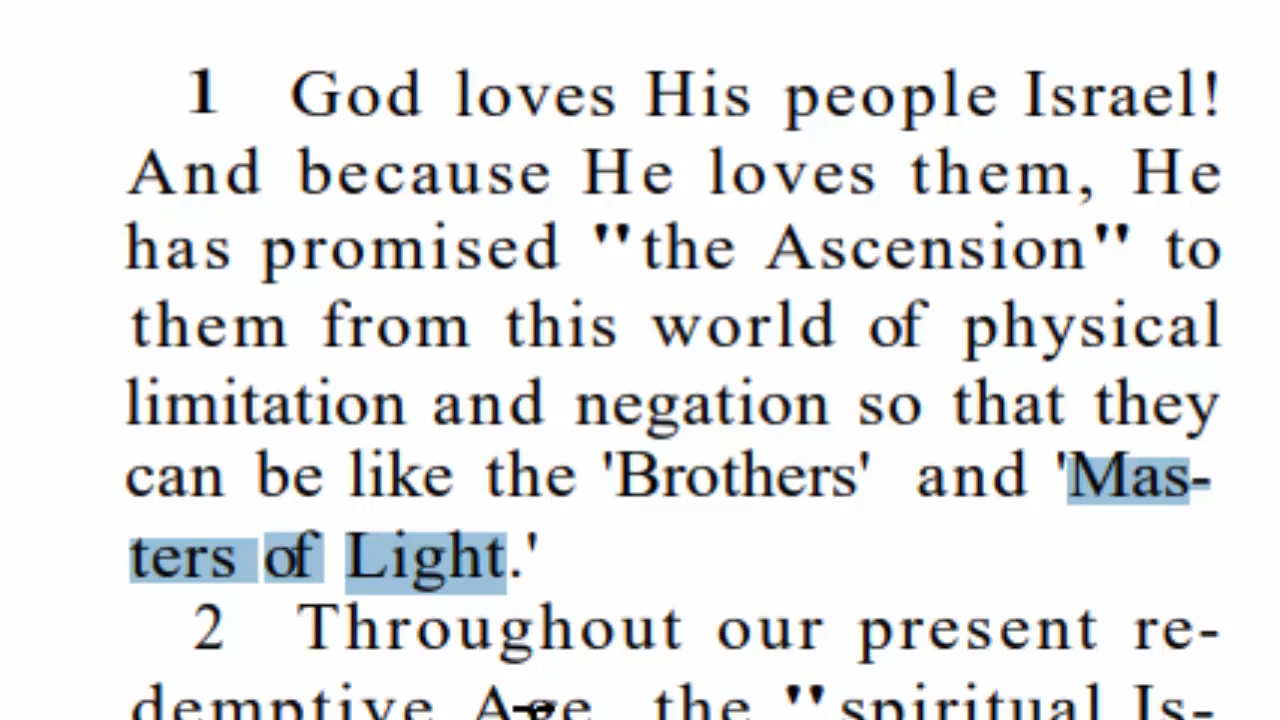 1 God loves His people Israel!
And because He loves them, He
has promised "the Ascension" to
them from this world of physical
limitation and negation so that they
can be like the 'Brothers' and 'Mas-
ters of Light.'
2 Throughout our present re-
demptive Age, the "spiritual Is-